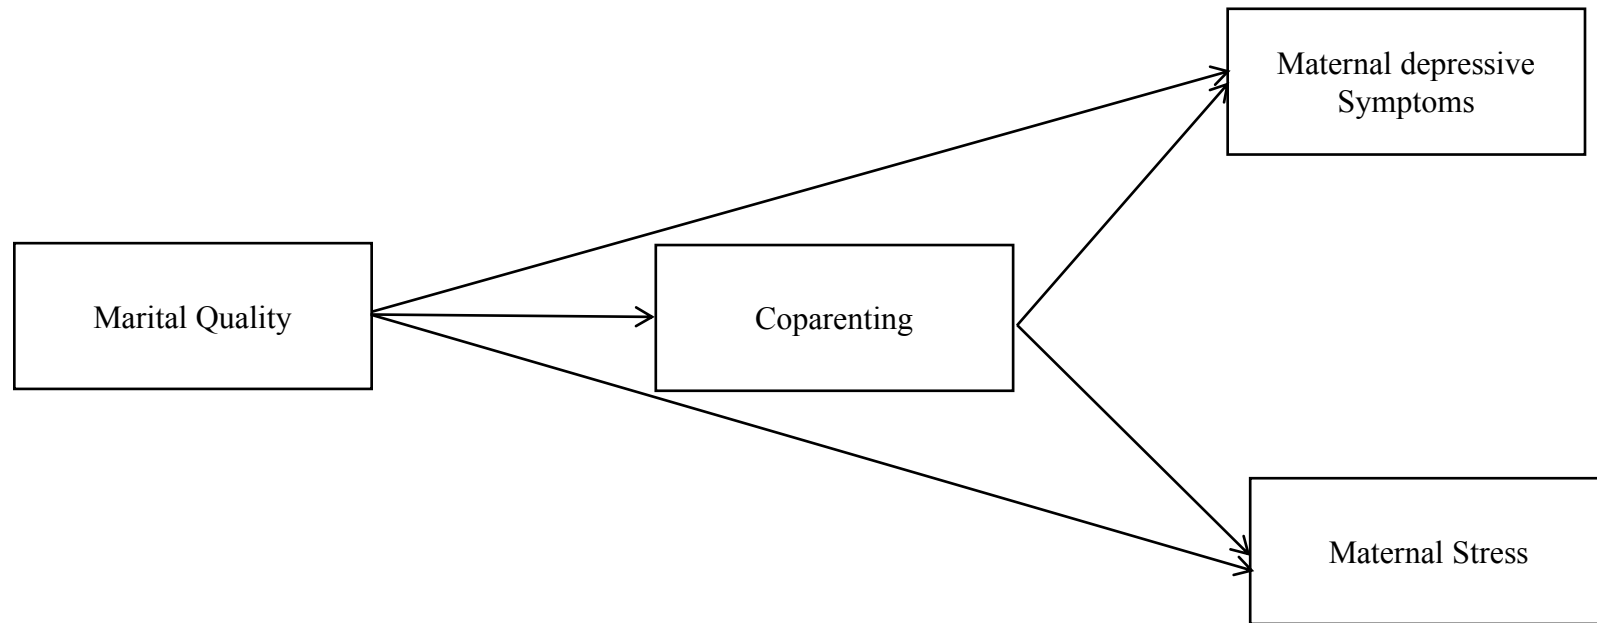 Maternal depressive
Symptoms
Marital Quality
Coparenting
Maternal Stress